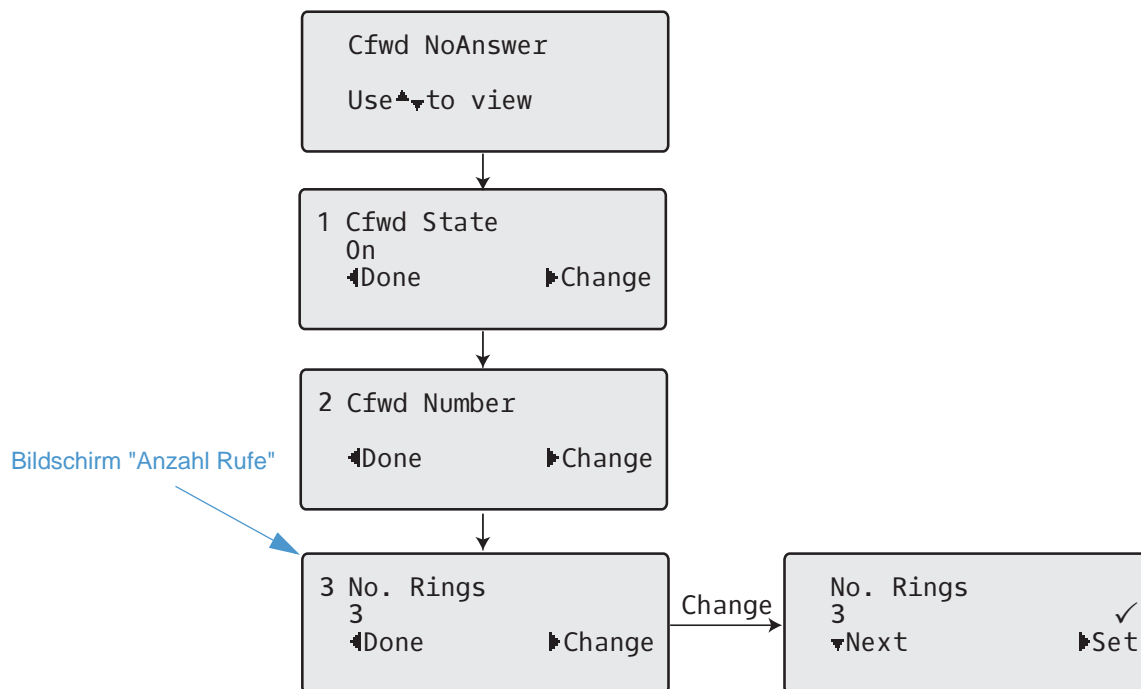 Cfwd NoAnswer
Use▲▼to view
1 Cfwd State
On
◀Done ▶Change
2 Cfwd Number
◀Done ▶Change
Bildschirm "Anzahl Rufe"
3 No. Rings
3
◀Done ▶Change
Change
No. Rings
3 ✓
▼Next ▶Set